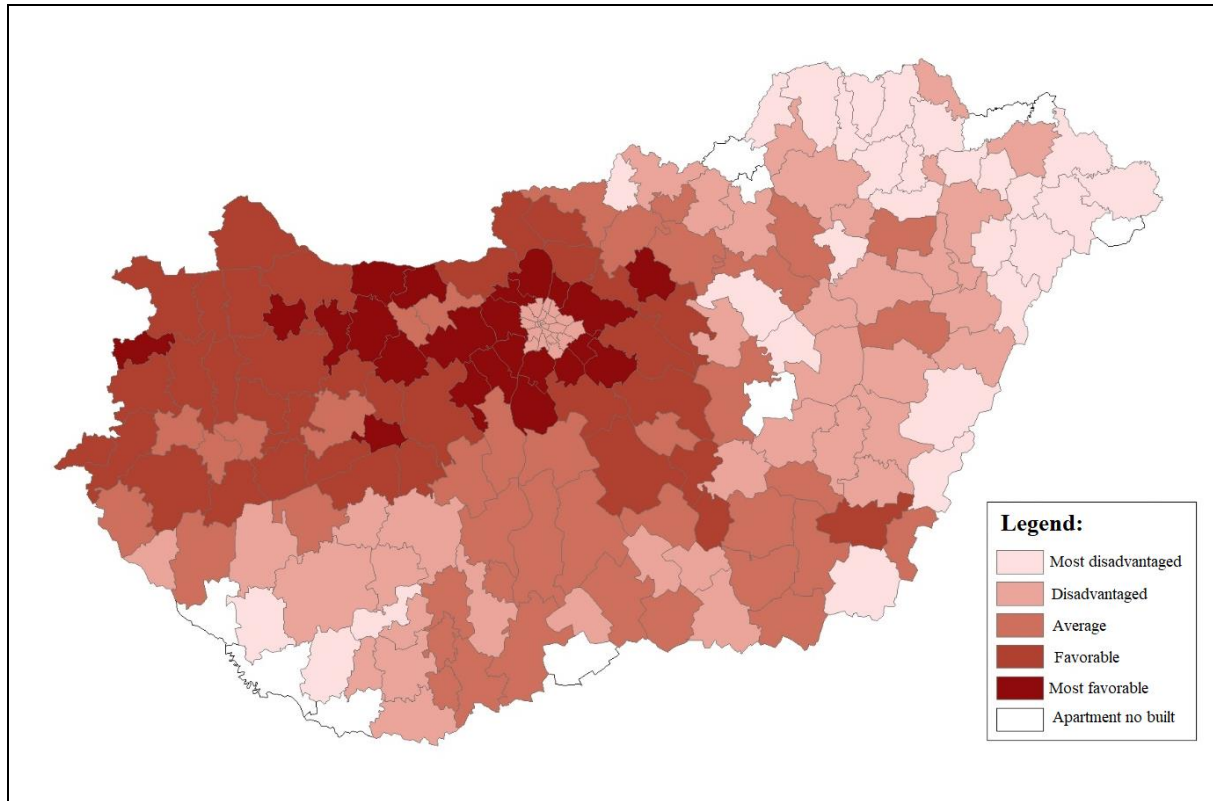 Legend:
Most disadvantaged
Disadvantaged
Average
Favorable
Most favorable
Apartment no built